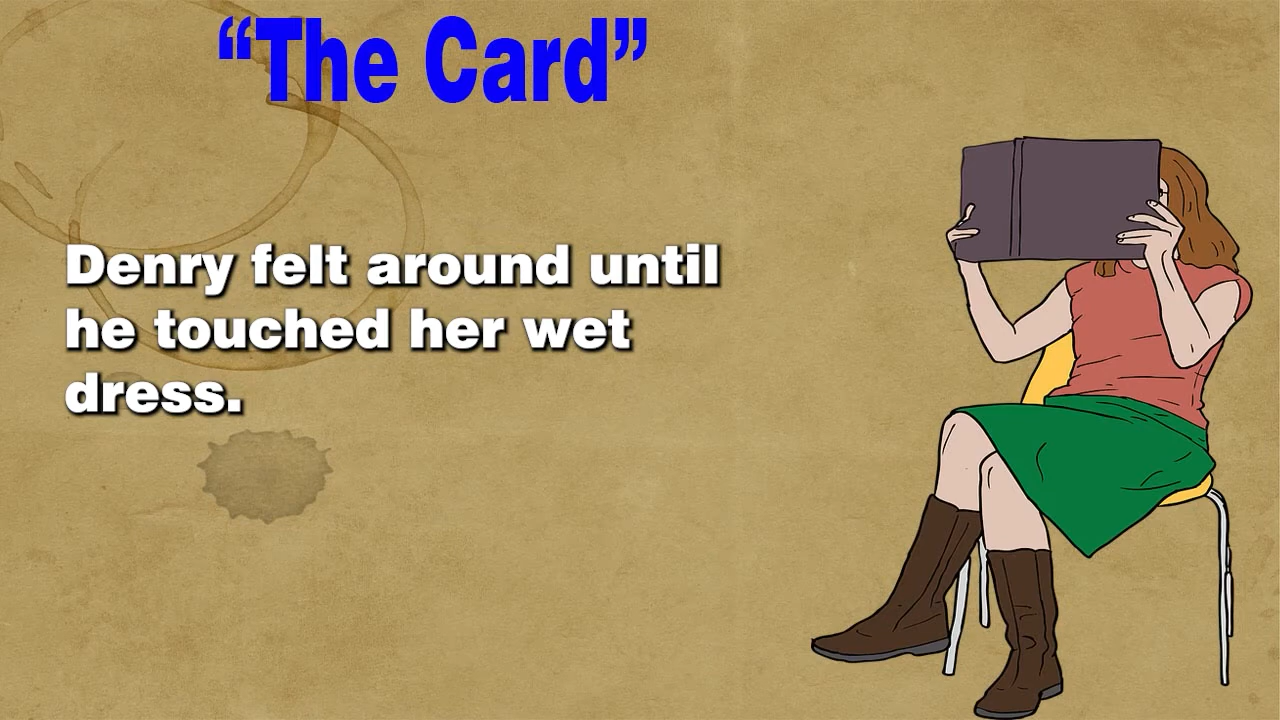 “The Card”
Denry felt around until
he touched her wet
dress.